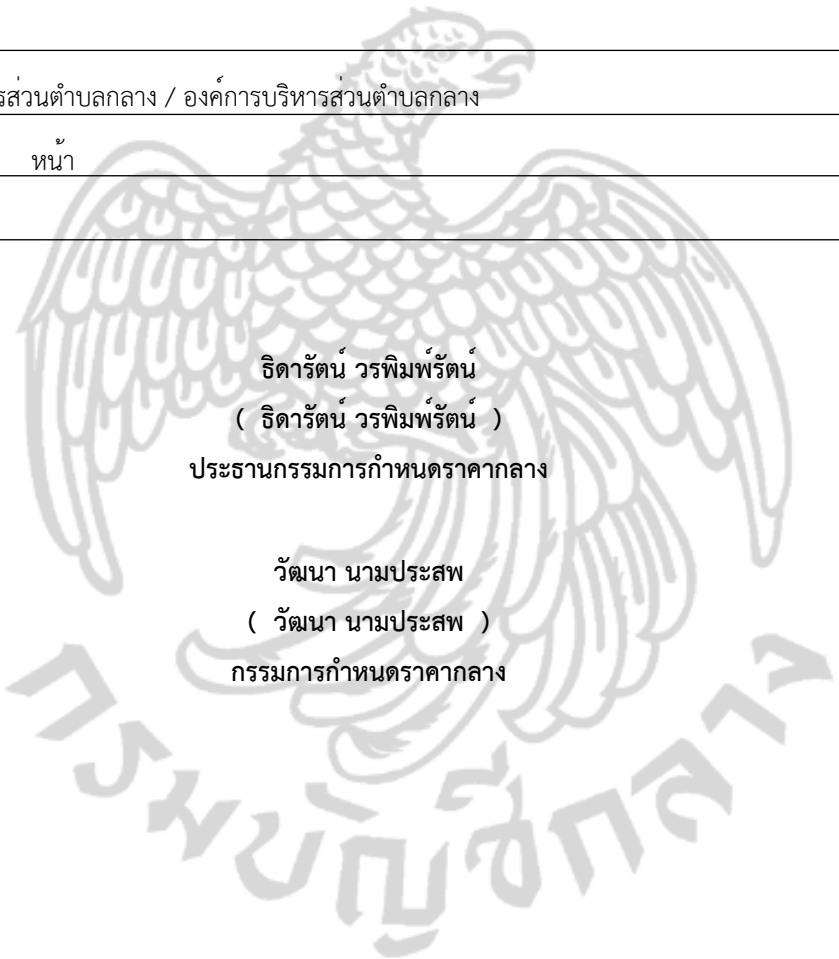 รส่วนตำบลกลาง / องค์การบริหารส่วนตำบลกลาง
หน้า
ธิดารัตน์ วรพิมพ์รัตน์
( ธิดารัตน์ วรพิมพ์รัตน์ )
ประธานกรรมการกำหนดราคากลาง
วัฒนา นามประสพ
( วัฒนา นามประสพ )
กรรมการกำหนดราคากลาง
กรมบัญชีกลาง